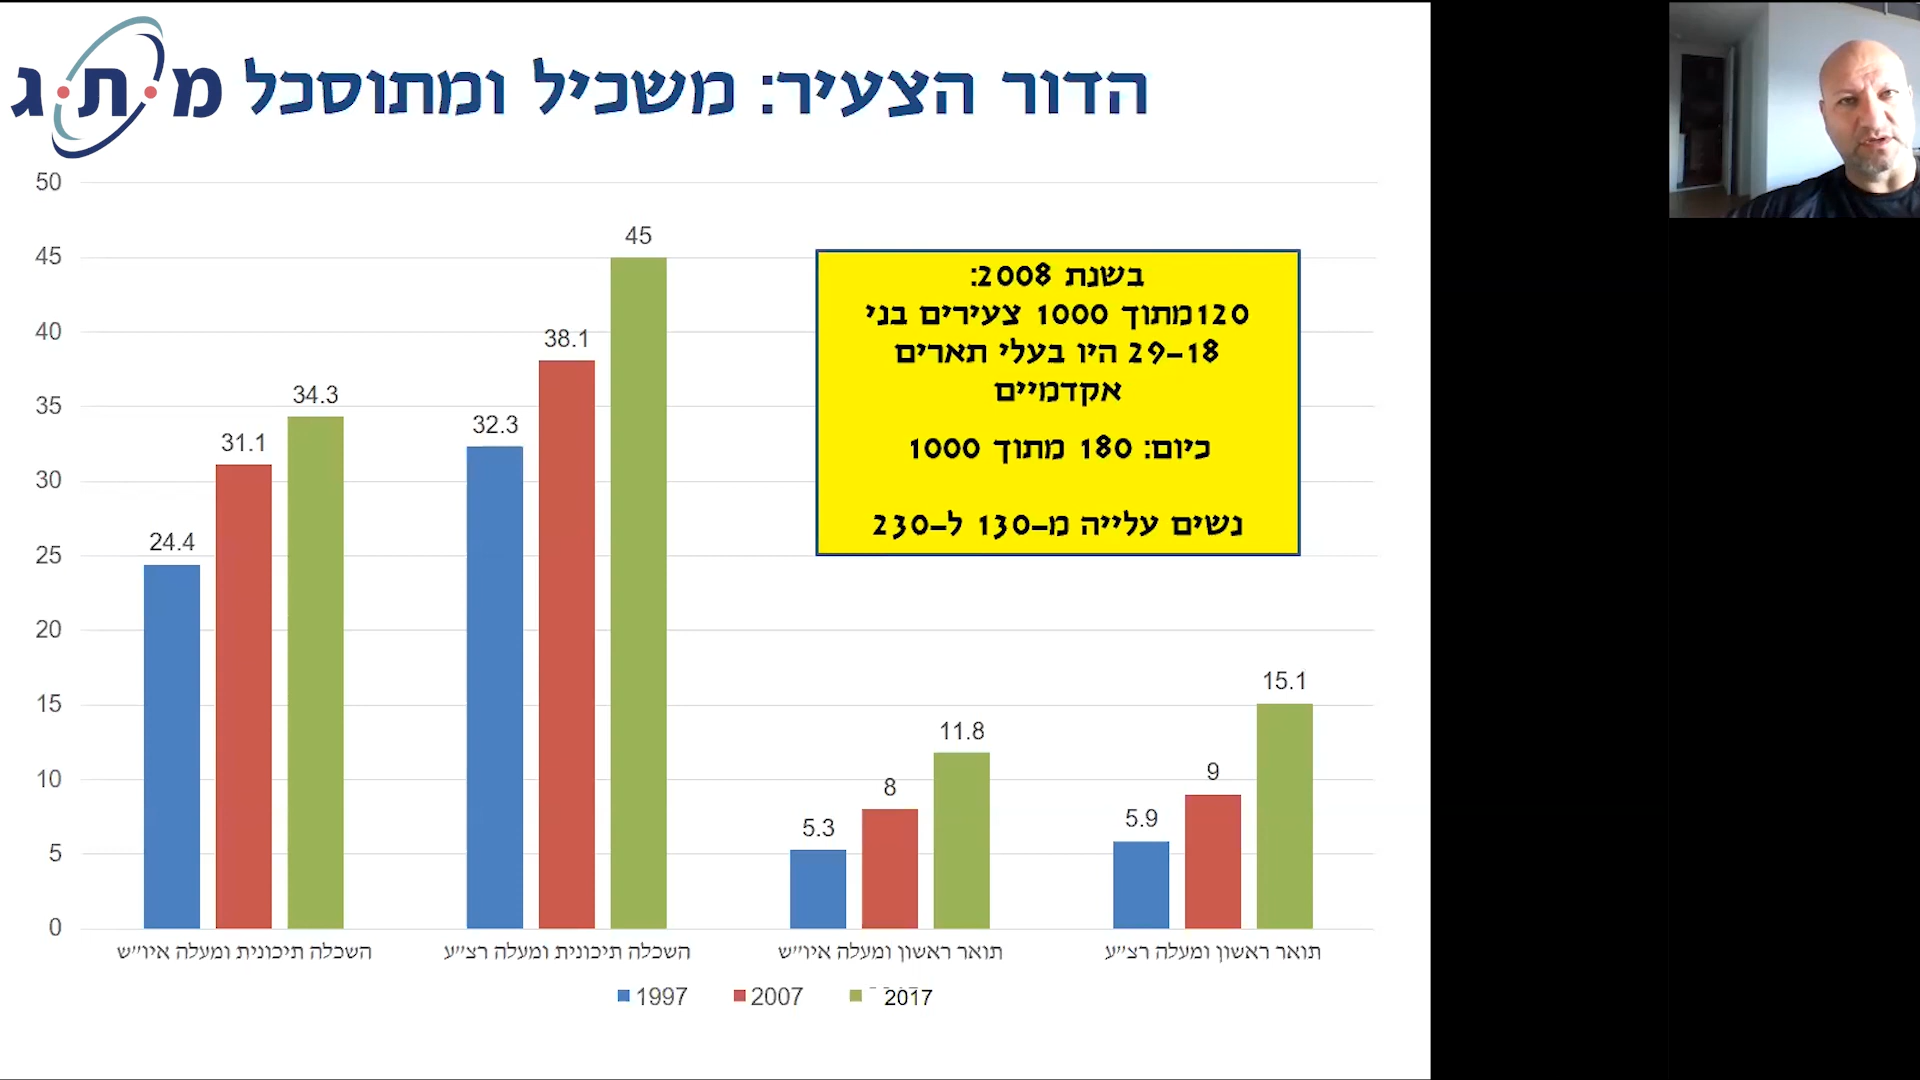 הדור הצעיר: משכיל ומתוסכל
מ.ת.ג
50
45
40
35
30
25
20
15
10
5
0
24.4
31.1
34.3
32.3
38.1
45
5.3
8
11.8
5.9
9
15.1
בשנת 2008:
120מתוך 1000 צעירים בני
29-18 היו בעלי תארים
אקדמיים
כיום: 180 מתוך 1000
נשים עלייה מ-130 ל-230
השכלה תיכונית ומעלה איו״ש
השכלה תיכונית ומעלה רצ״ע
תואר ראשון ומעלה איו״ש
תואר ראשון ומעלה רצ״ע
1997
2007
2017